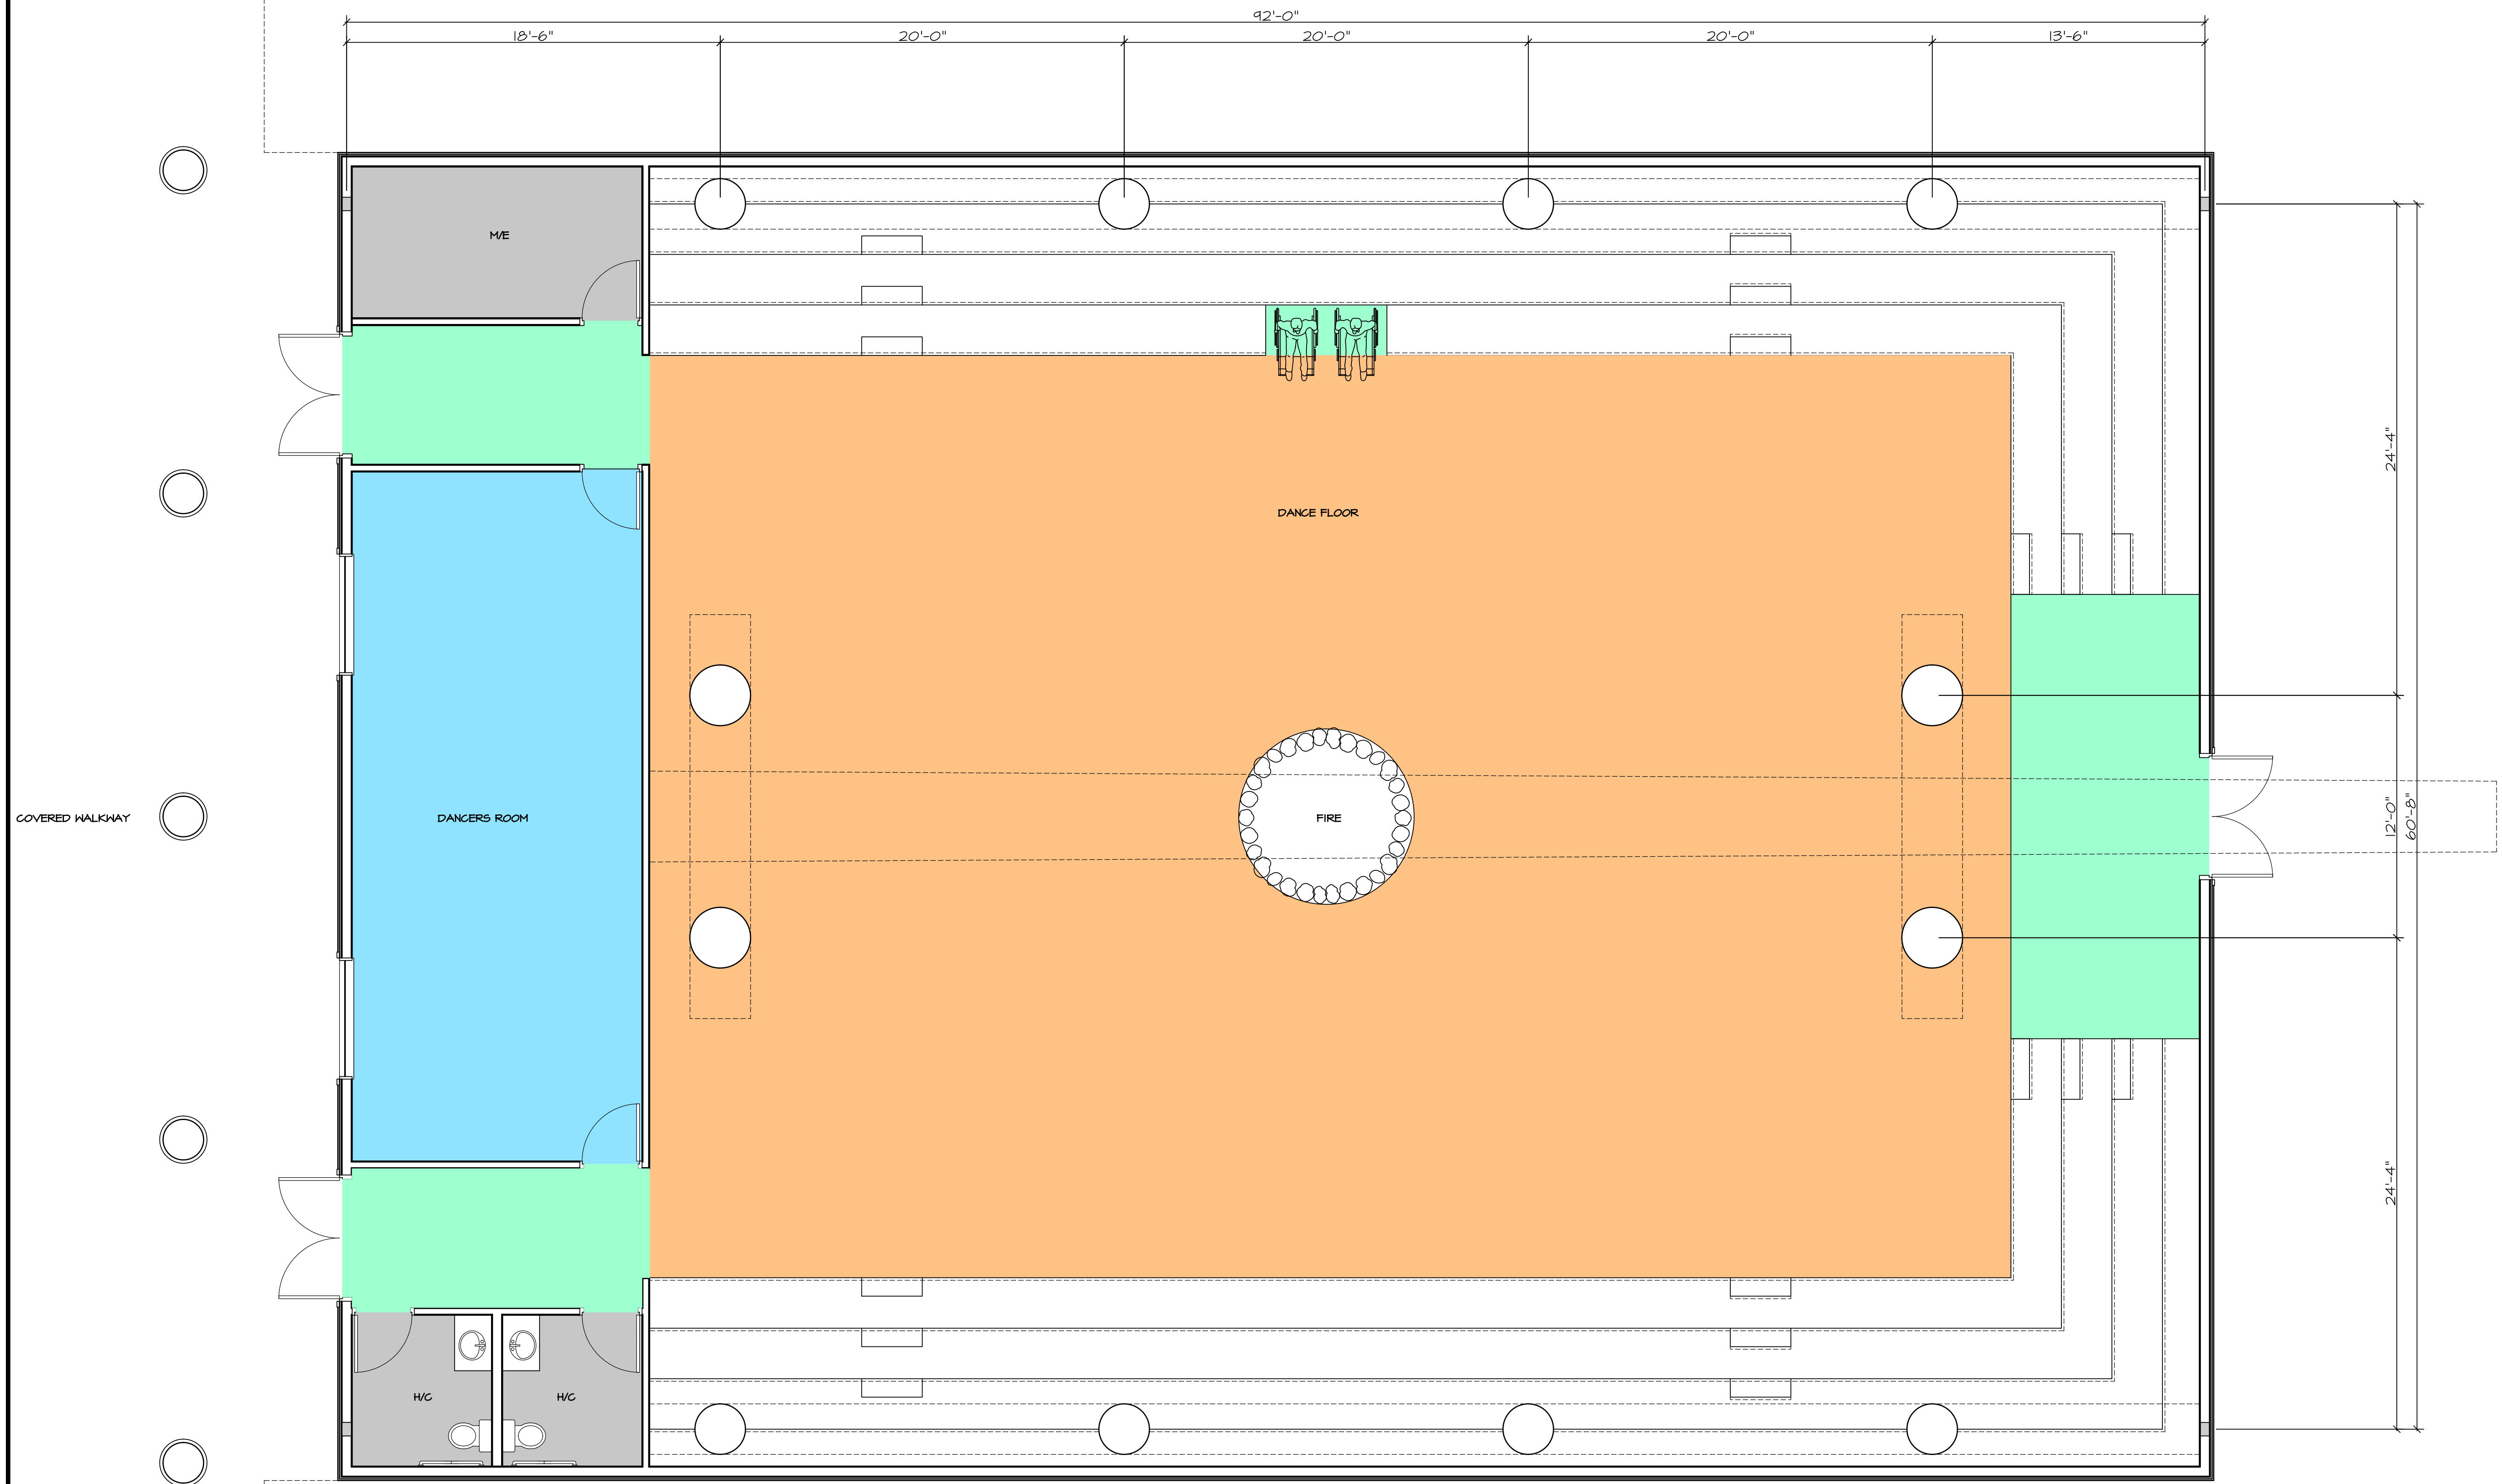 92'-0"
18'-6"
20'-0"
20'-0"
20'-0"
13'-6"
M/E
24'-4"
DANCE FLOOR
COVERED WALKWAY
DANCERS ROOM
FIRE
12'-0"
60'-8"
24'-4"
H/C
H/C